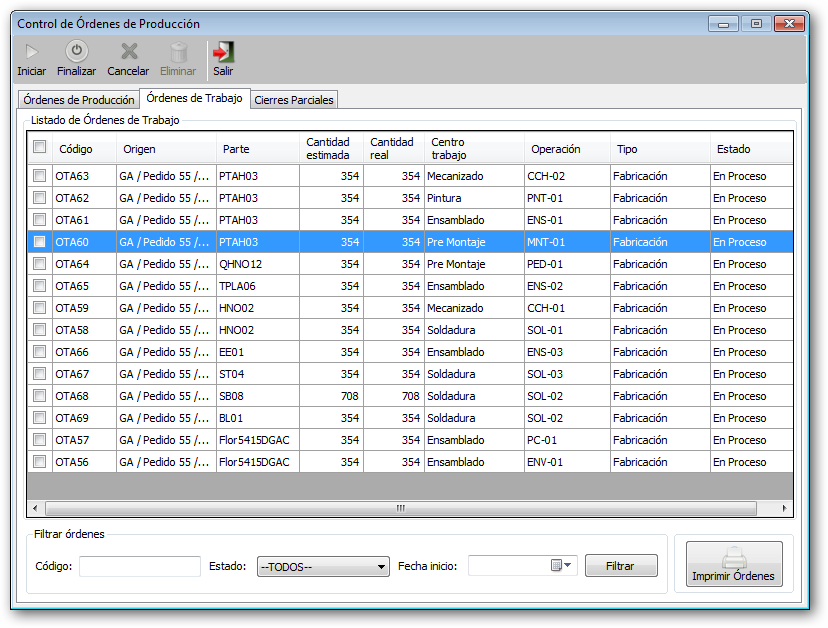 Control de Órdenes de Producción
Iniciar Finalizar Cancelar Eliminar Salir
Órdenes de Producción Órdenes de Trabajo Cierres Parciales
Listado de Órdenes de Trabajo
Código Origen Parte Cantidad estimada Cantidad real Centro trabajo Operación Tipo Estado
OTA63 GA / Pedido 55 /... PTAH03 354 354 Mecanizado CCH-02 Fabricación En Proceso
OTA62 GA / Pedido 55 /... PTAH03 354 354 Pintura PNT-01 Fabricación En Proceso
OTA61 GA / Pedido 55 /... PTAH03 354 354 Ensamblado ENS-01 Fabricación En Proceso
OTA60 GA / Pedido 55 /... PTAH03 354 354 Pre Montaje MNT-01 Fabricación En Proceso
OTA64 GA / Pedido 55 /... QHNO12 354 354 Pre Montaje PED-01 Fabricación En Proceso
OTA65 GA / Pedido 55 /... TPLA06 354 354 Ensamblado ENS-02 Fabricación En Proceso
OTA59 GA / Pedido 55 /... HNO02 354 354 Mecanizado CCH-01 Fabricación En Proceso
OTA58 GA / Pedido 55 /... HNO02 354 354 Soldadura SOL-01 Fabricación En Proceso
OTA66 GA / Pedido 55 /... EE01 354 354 Ensamblado ENS-03 Fabricación En Proceso
OTA67 GA / Pedido 55 /... ST04 354 354 Soldadura SOL-03 Fabricación En Proceso
OTA68 GA / Pedido 55 /... SB08 708 708 Soldadura SOL-02 Fabricación En Proceso
OTA69 GA / Pedido 55 /... BL01 354 354 Soldadura SOL-02 Fabricación En Proceso
OTA57 GA / Pedido 55 /... Flor5415DGAC 354 354 Ensamblado PC-01 Fabricación En Proceso
OTA56 GA / Pedido 55 /... Flor5415DGAC 354 354 Ensamblado ENV-01 Fabricación En Proceso
Filtrar órdenes
Código: Estado: --TODOS-- Fecha inicio: Filtrar
Imprimir Órdenes